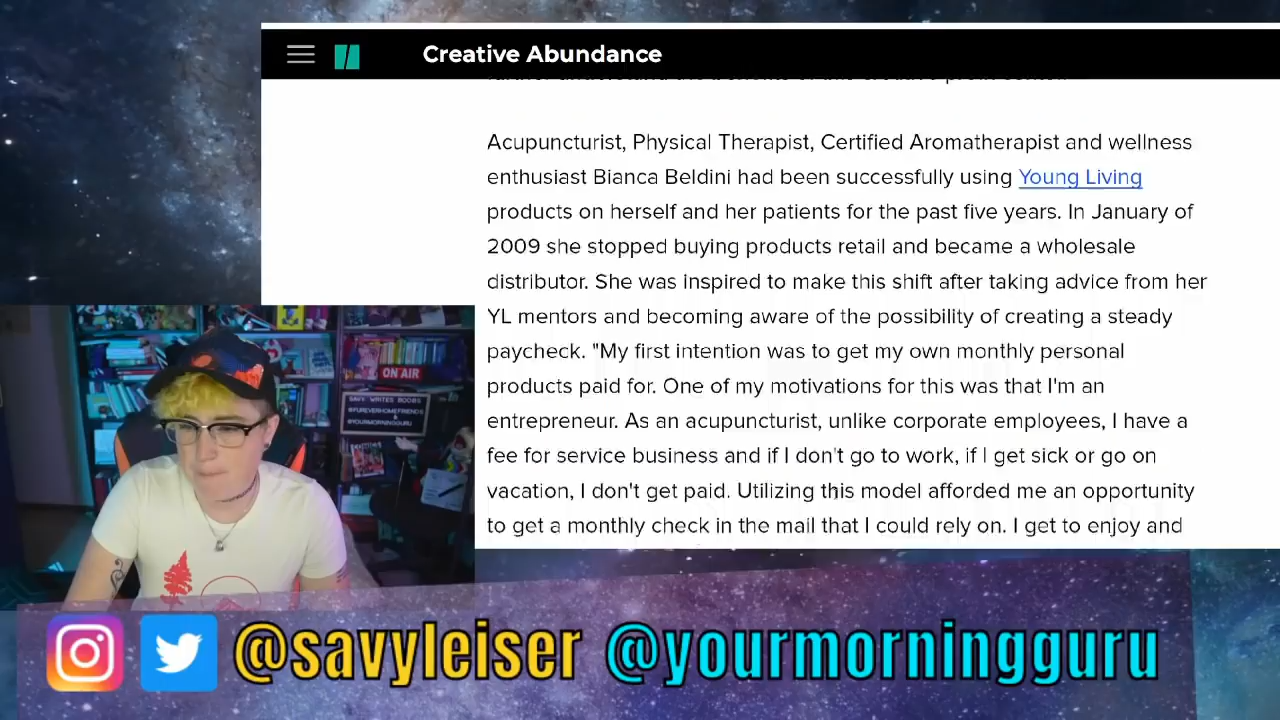 Creative Abundance
Acupuncturist, Physical Therapist, Certified Aromatherapist and wellness
enthusiast Bianca Beldini had been successfully using Young Living
products on herself and her patients for the past five years. In January of
2009 she stopped buying products retail and became a wholesale
distributor. She was inspired to make this shift after taking advice from her
YL mentors and becoming aware of the possibility of creating a steady
paycheck. "My first intention was to get my own monthly personal
products paid for. One of my motivations for this was that I'm an
entrepreneur. As an acupuncturist, unlike corporate employees, I have a
fee for service business and if I don't go to work, if I get sick or go on
vacation, I don't get paid. Utilizing this model afforded me an opportunity
to get a monthly check in the mail that I could rely on. I get to enjoy and
ON AIR
SAVY WRITES BOOBS
#FUREVERHOMEFRIENDS
&
@YOURMORNINGGURU
@savyleiser @yourmorningguru